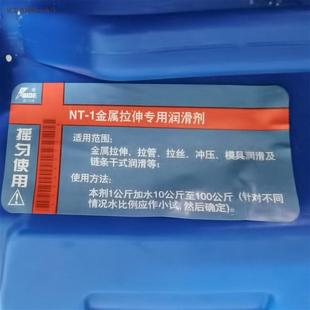 NT-1金属拉伸专用润滑剂
摇匀使用
适用范围:
金属拉伸、拉管、拉丝、冲压、模具润滑及
链条干式润滑等;
使用方法:
本剂1公斤加水10公斤至100公斤(针对不同
情况水比例应作小试,然后确定)。